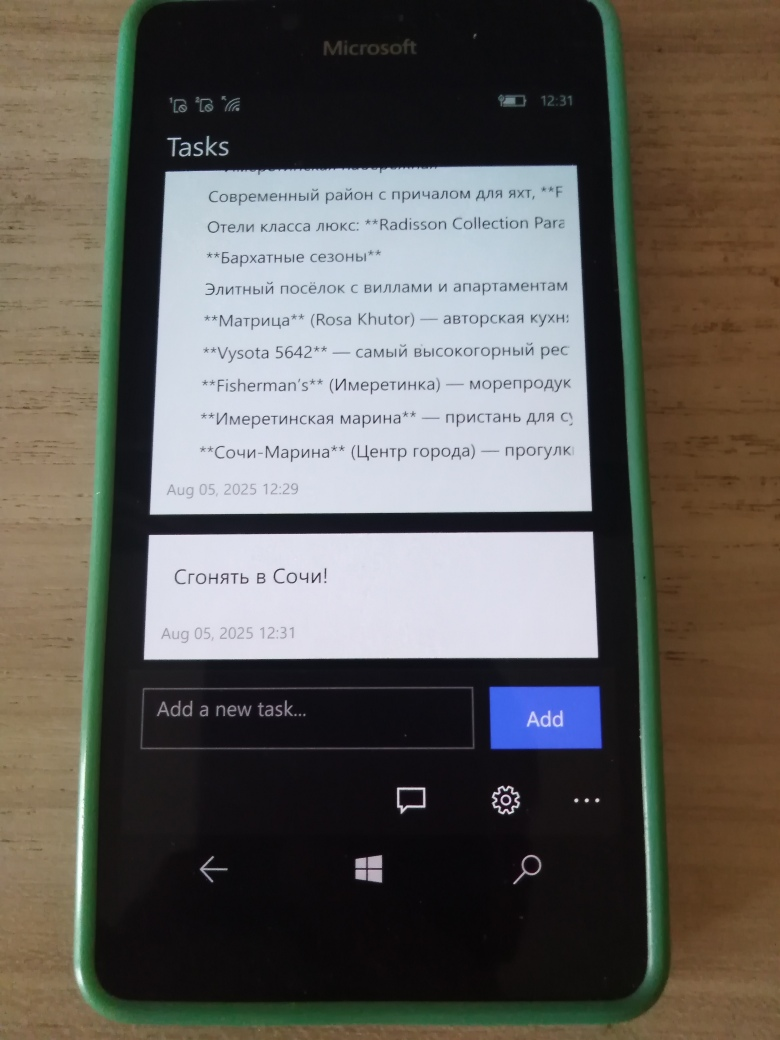 Microsoft
12:31
Tasks
Современный район с причалом для яхт, **F
Отели класса люкс: **Radisson Collection Para
**Бархатные сезоны**
Элитный посёлок с виллами и апартаментам
**Матрица** (Rosa Khutor) — авторская кухн
**Vysota 5642** — самый высокогорный рес
**Fisherman's** (Имеретинка) — морепродук
**Имеретинская марина** — пристань для су
**Сочи-Марина** (Центр города) — прогулк
Aug 05, 2025 12:29
Сгонять в Сочи!
Aug 05, 2025 12:31
Add a new task...
Add